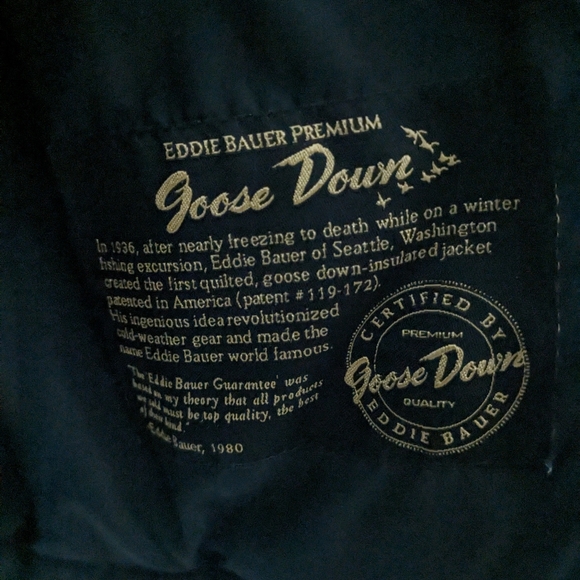 EDDIE BAUER PREMIUM
Goose Down
In 1936, after nearly freezing to death while on a winter
fishing excursion, Eddie Bauer of Seattle, Washington
created the first quilted, goose down-insulated jacket
patented in America (patent #119-172).
His ingenious idea revolutionized
cold-weather gear and made the
name Eddie Bauer world famous.
"The 'Eddie Bauer Guarantee' was
based on my theory that all products
we sold must be top quality, the best
of their kind."
Eddie Bauer, 1980
CERTIFIED BY
PREMIUM
Goose Down
QUALITY
EDDIE BAUER